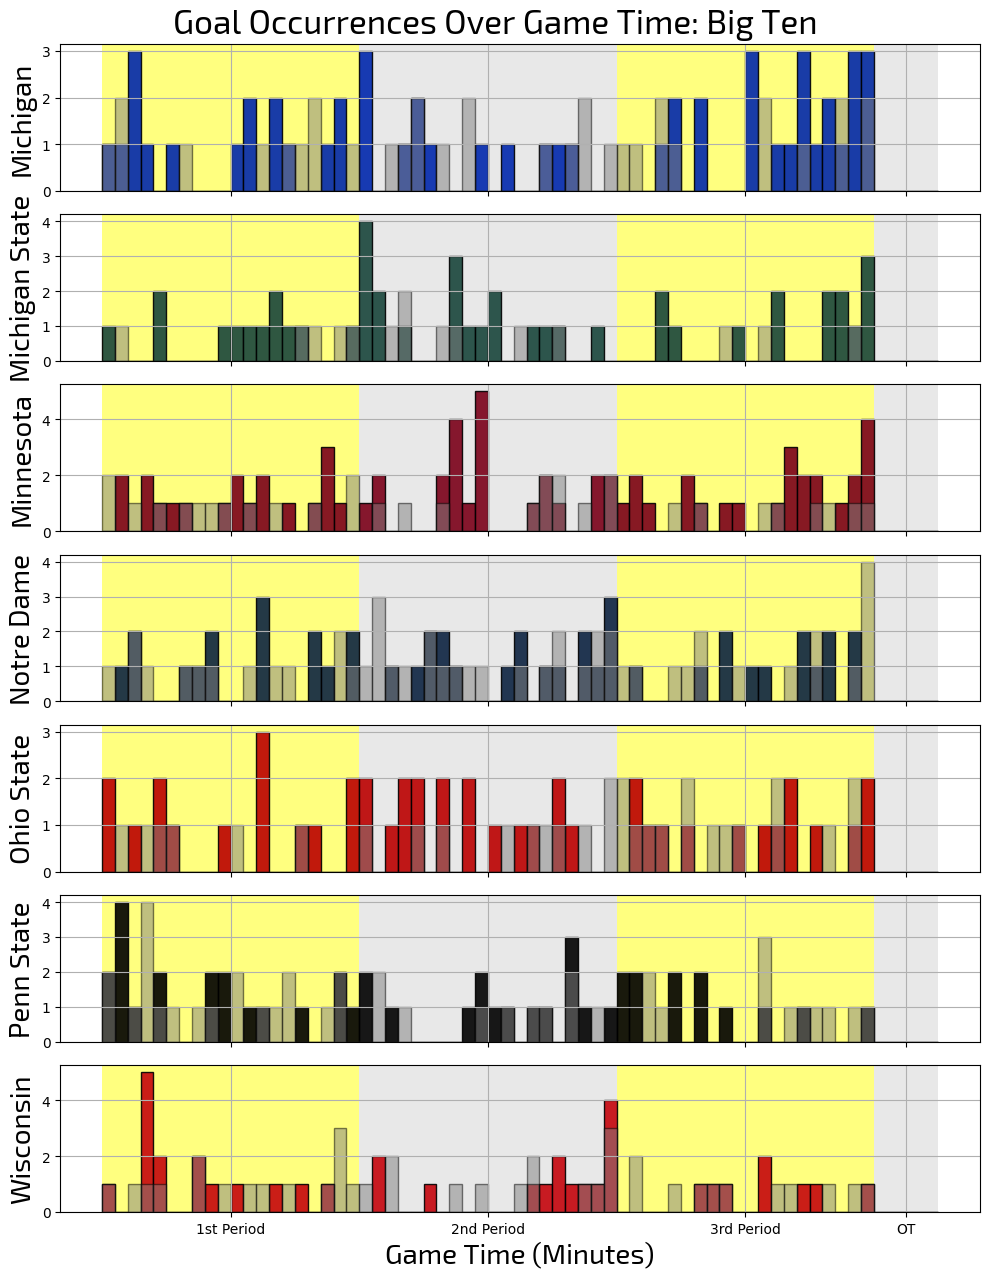 Goal Occurrences Over Game Time: Big Ten
Michigan
3
2
1
0
Michigan State
4
3
2
1
0
Minnesota
4
2
0
Notre Dame
4
3
2
1
0
Ohio State
3
2
1
0
Penn State
4
3
2
1
0
Wisconsin
4
2
0
1st Period
2nd Period
3rd Period
OT
Game Time (Minutes)